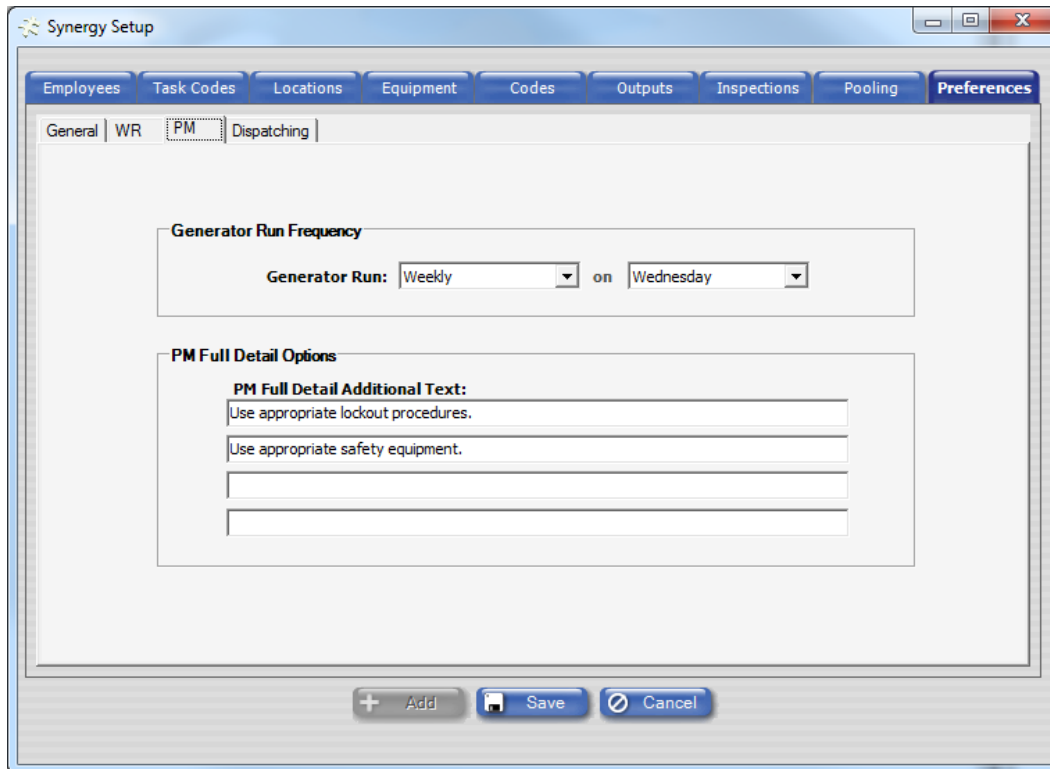 Synergy Setup
Employees Task Codes Locations Equipment Codes Outputs Inspections Pooling Preferences
General WR PM Dispatching
Generator Run Frequency
Generator Run: Weekly on Wednesday
PM Full Detail Options
PM Full Detail Additional Text:
Use appropriate lockout procedures.
Use appropriate safety equipment.
Add Save Cancel